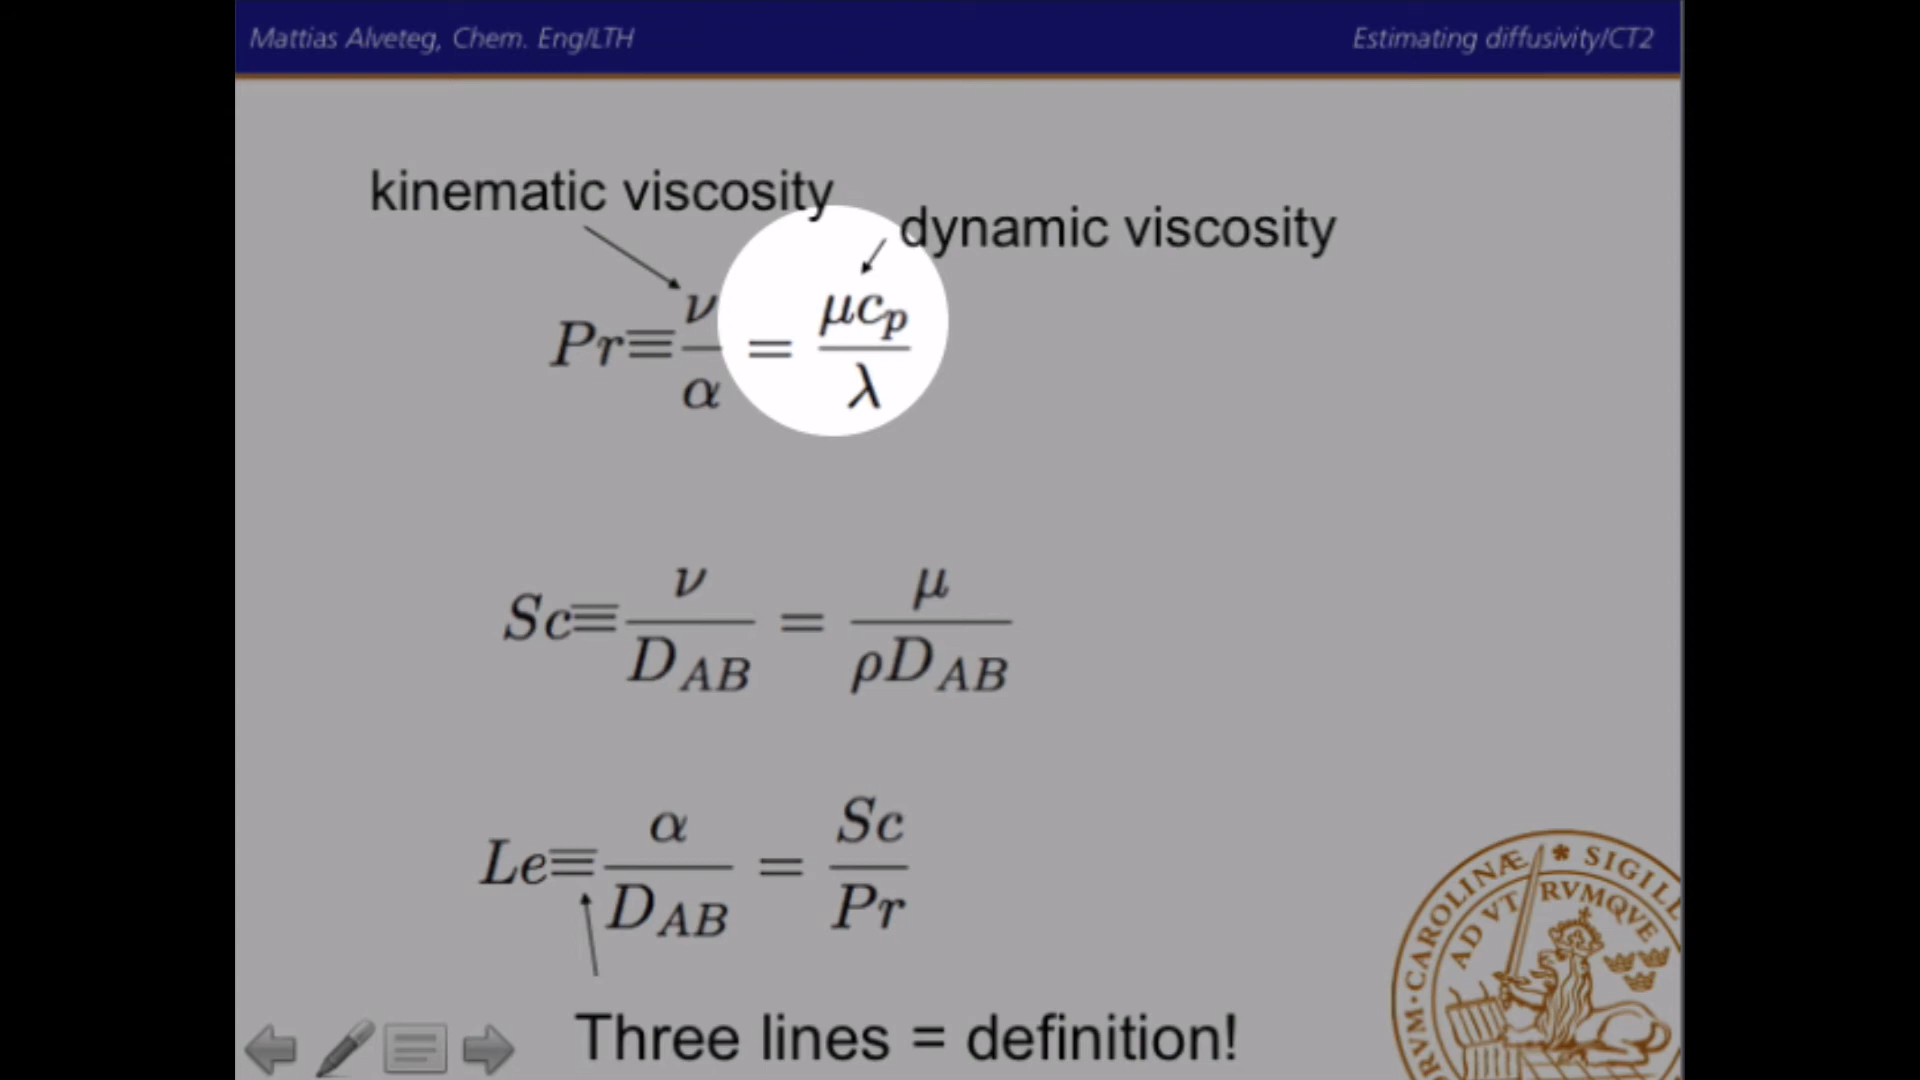 Mattias Alveteg, Chem. Eng/LTH
Estimating diffusivity/CT2
kinematic viscosity
dynamic viscosity
Pr≡ν/α = μc_p/λ
Sc≡ν/D_AB = μ/ρD_AB
Le≡α/D_AB = Sc/Pr
Three lines = definition!
CAROLINÆ * SIGILL
AD VT RVMQVE
RVM